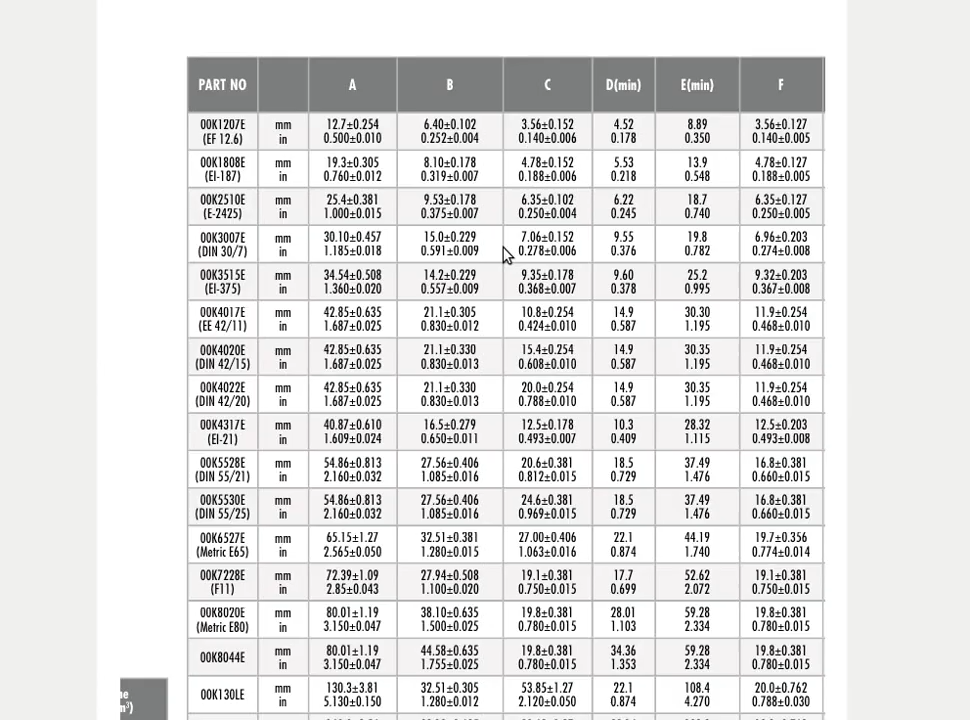 PART NO A B C D(min) E(min) F
00K1207E mm 12.7±0.254 6.40±0.102 3.56±0.152 4.52 8.89 3.56±0.127
(EF 12.6) in 0.500±0.010 0.252±0.004 0.140±0.006 0.178 0.350 0.140±0.005
00K1808E mm 19.3±0.305 8.10±0.178 4.78±0.152 5.53 13.9 4.78±0.127
(EI-187) in 0.760±0.012 0.319±0.007 0.188±0.006 0.218 0.548 0.188±0.005
00K2510E mm 25.4±0.381 9.53±0.178 6.35±0.102 6.22 18.7 6.35±0.127
(E-2425) in 1.000±0.015 0.375±0.007 0.250±0.004 0.245 0.740 0.250±0.005
00K3007E mm 30.10±0.457 15.0±0.229 7.06±0.152 9.55 19.8 6.96±0.203
(DIN 30/7) in 1.185±0.018 0.591±0.009 0.278±0.006 0.376 0.782 0.274±0.008
00K3515E mm 34.54±0.508 14.2±0.229 9.35±0.178 9.60 25.2 9.32±0.203
(EI-375) in 1.360±0.020 0.557±0.009 0.368±0.007 0.378 0.995 0.367±0.008
00K4017E mm 42.85±0.635 21.1±0.305 10.8±0.254 14.9 30.30 11.9±0.254
(EE 42/11) in 1.687±0.025 0.830±0.012 0.424±0.010 0.587 1.195 0.468±0.010
00K4020E mm 42.85±0.635 21.1±0.330 15.4±0.254 14.9 30.35 11.9±0.254
(DIN 42/15) in 1.687±0.025 0.830±0.013 0.608±0.010 0.587 1.195 0.468±0.010
00K4022E mm 42.85±0.635 21.1±0.330 20.0±0.254 14.9 30.35 11.9±0.254
(DIN 42/20) in 1.687±0.025 0.830±0.013 0.788±0.010 0.587 1.195 0.468±0.010
00K4317E mm 40.87±0.610 16.5±0.279 12.5±0.178 10.3 28.32 12.5±0.203
(EI-21) in 1.609±0.024 0.650±0.011 0.493±0.007 0.409 1.115 0.493±0.008
00K5528E mm 54.86±0.813 27.56±0.406 20.6±0.381 18.5 37.49 16.8±0.381
(DIN 55/21) in 2.160±0.032 1.085±0.016 0.812±0.015 0.729 1.476 0.660±0.015
00K5530E mm 54.86±0.813 27.56±0.406 24.6±0.381 18.5 37.49 16.8±0.381
(DIN 55/25) in 2.160±0.032 1.085±0.016 0.969±0.015 0.729 1.476 0.660±0.015
00K6527E mm 65.15±1.27 32.51±0.381 27.00±0.406 22.1 44.19 19.7±0.356
(Metric E65) in 2.565±0.050 1.280±0.015 1.063±0.016 0.874 1.740 0.774±0.014
00K7228E mm 72.39±1.09 27.94±0.508 19.1±0.381 17.7 52.62 19.1±0.381
(F11) in 2.85±0.043 1.100±0.020 0.750±0.015 0.699 2.072 0.750±0.015
00K8020E mm 80.01±1.19 38.10±0.635 19.8±0.381 28.01 59.28 19.8±0.381
(Metric E80) in 3.150±0.047 1.500±0.025 0.780±0.015 1.103 2.334 0.780±0.015
00K8044E mm 80.01±1.19 44.58±0.635 19.8±0.381 34.36 59.28 19.8±0.381
in 3.150±0.047 1.755±0.025 0.780±0.015 1.353 2.334 0.780±0.015
00K130LE mm 130.3±3.81 32.51±0.305 53.85±1.27 22.1 108.4 20.0±0.762
in 5.130±0.150 1.280±0.012 2.120±0.050 0.874 4.270 0.788±0.030